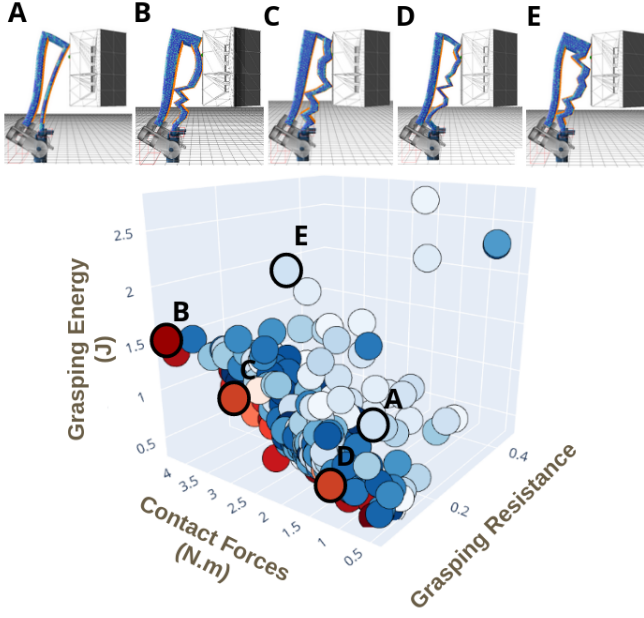 A B C D E
2.5
2
1.5
1
0.5
Grasping Energy
(J)
E
B
C
A
D
4
3.5
3
2.5
2
1.5
1
0.5
Contact Forces
(N.m)
0.4
0.2
Grasping Resistance